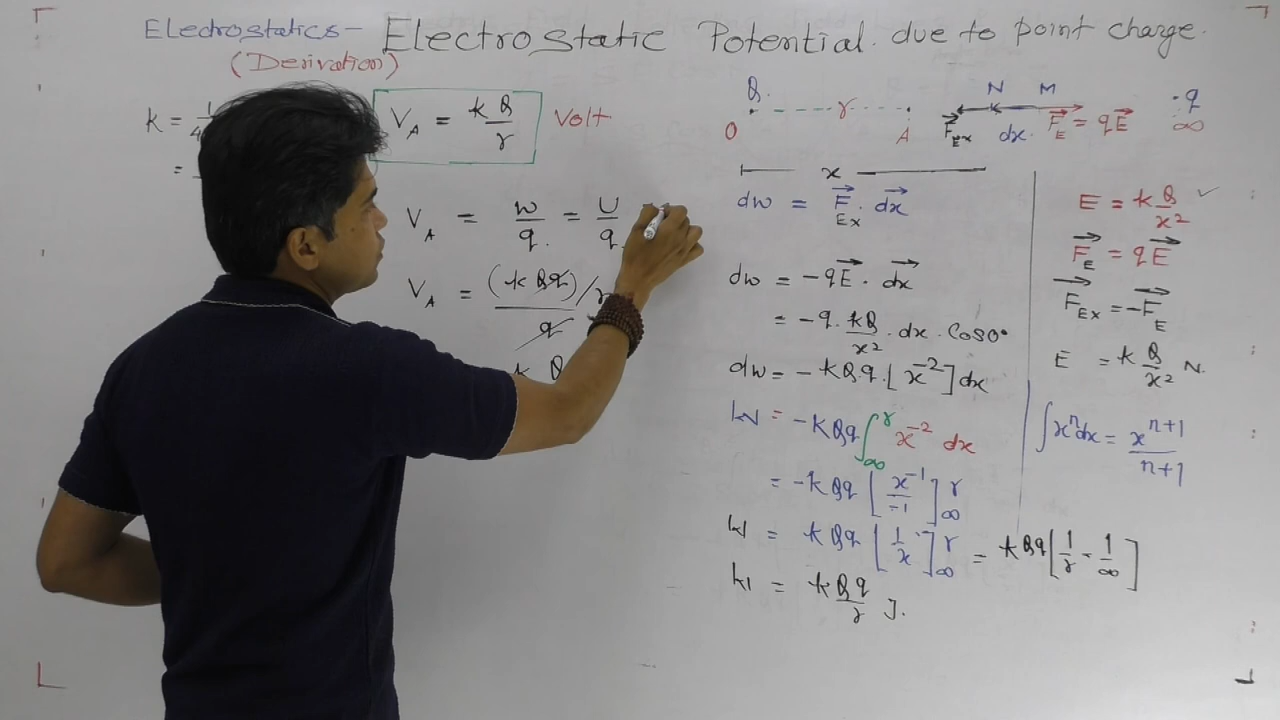 Electrostatics - Electrostatic Potential due to point charge.
(Derivation)
K = 1/4
=
V_A = kQ/r Volt
V_A = W/q = U/q
V_A = (kQq)/r / q
k Q
Q r O A
N M
F_Ex dx F_E = qE
.q ∞
x
dw = F_Ex . dx
dw = -qE . dx
= -q . kQ/x² . dx . Cos0°
dw = -kQq . [x⁻²] dx
W = -kQq ∫_∞^r x⁻² dx
= -kQq [x⁻¹/-1]_∞^r
W = kQq [1/x]_∞^r = kQq [1/r - 1/∞]
W = kQq/r J.
E = k Q/x² ✓
F_E = qE
F_Ex = -F_E
E = k Q/x² N.
∫xⁿdx = xⁿ⁺¹/n+1